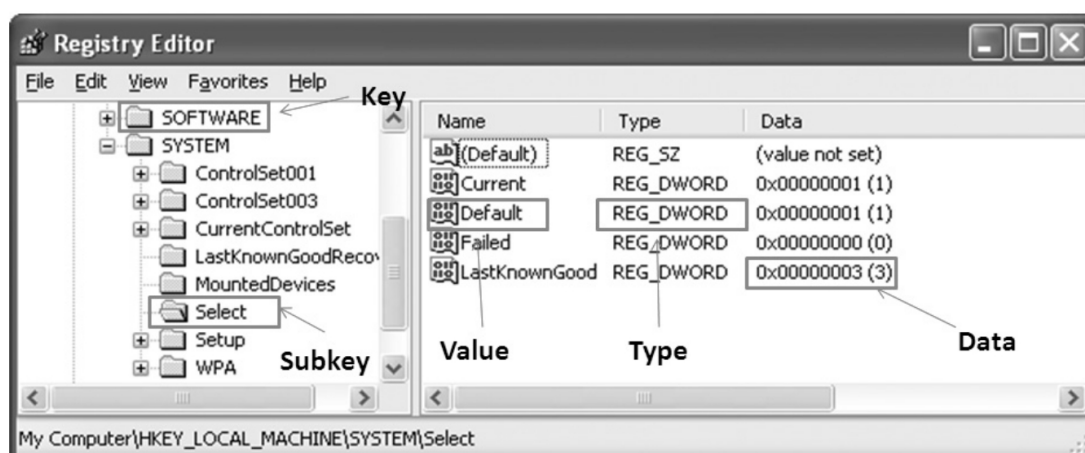 Registry Editor
File Edit View Favorites Help
Key
SOFTWARE
SYSTEM
ControlSet001
ControlSet003
CurrentControlSet
LastKnownGoodRecov
MountedDevices
Select
Setup
WPA
Subkey
Name Type Data
(Default) REG_SZ (value not set)
Current REG_DWORD 0x00000001 (1)
Default REG_DWORD 0x00000001 (1)
Failed REG_DWORD 0x00000000 (0)
LastKnownGood REG_DWORD 0x00000003 (3)
Value Type Data
My Computer\HKEY_LOCAL_MACHINE\SYSTEM\Select